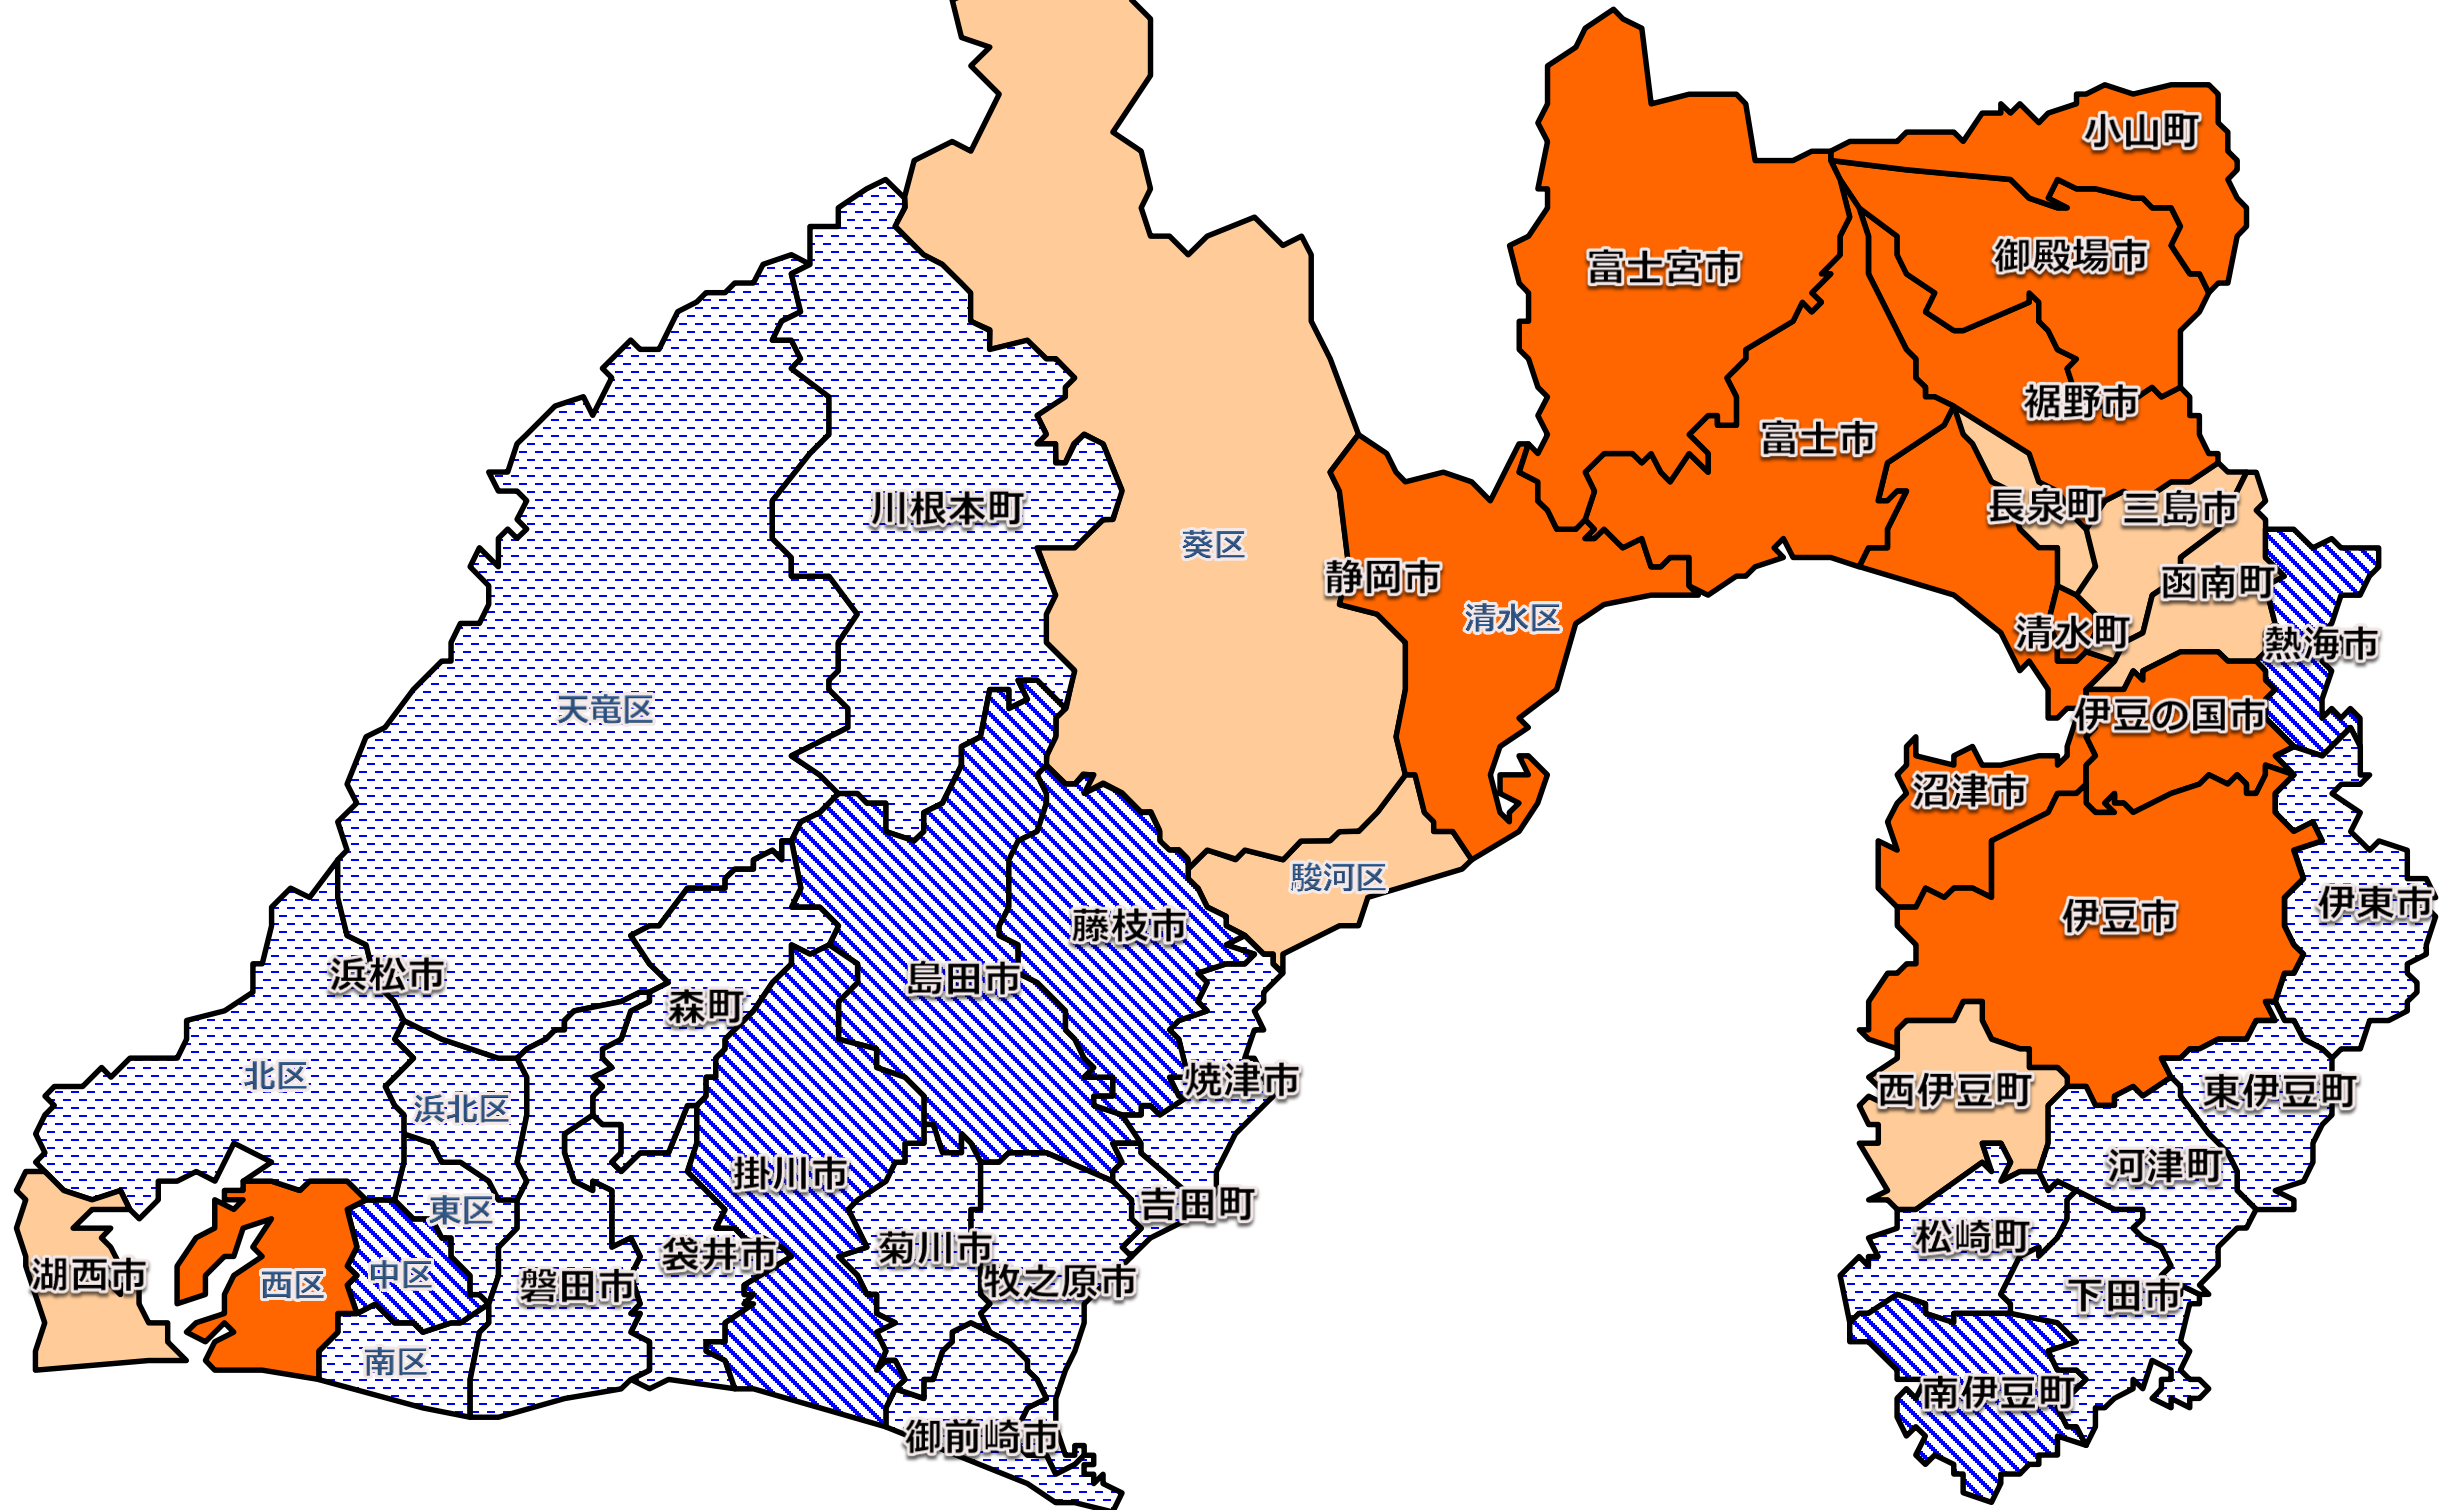 小山町
御殿場市
富士宮市
裾野市
富士市
長泉町
三島市
川根本町
葵区
静岡市
函南町
清水区
清水町
熱海市
天竜区
伊豆の国市
沼津市
駿河区
伊東市
伊豆市
藤枝市
浜松市
島田市
森町
北区
焼津市
西伊豆町
東伊豆町
浜北区
掛川市
河津町
東区
吉田町
松崎町
湖西市
西区
中区
磐田市
袋井市
菊川市
牧之原市
下田市
南区
南伊豆町
御前崎市